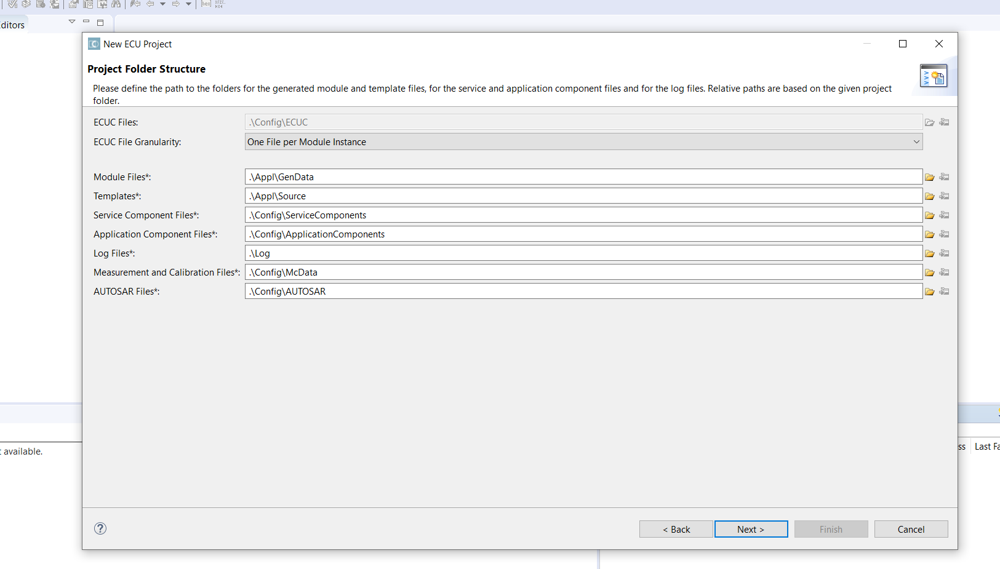 ditors
New ECU Project
Project Folder Structure
Please define the path to the folders for the generated module and template files, for the service and application component files and for the log files. Relative paths are based on the given project
folder.
ECUC Files: .\Config\ECUC
ECUC File Granularity: One File per Module Instance
Module Files*: .\Appl\GenData
Templates*: .\Appl\Source
Service Component Files*: .\Config\ServiceComponents
Application Component Files*: .\Config\ApplicationComponents
Log Files*: .\Log
Measurement and Calibration Files*: .\Config\McData
AUTOSAR Files*: .\Config\AUTOSAR
ss Last Fa
t available.
? < Back Next > Finish Cancel